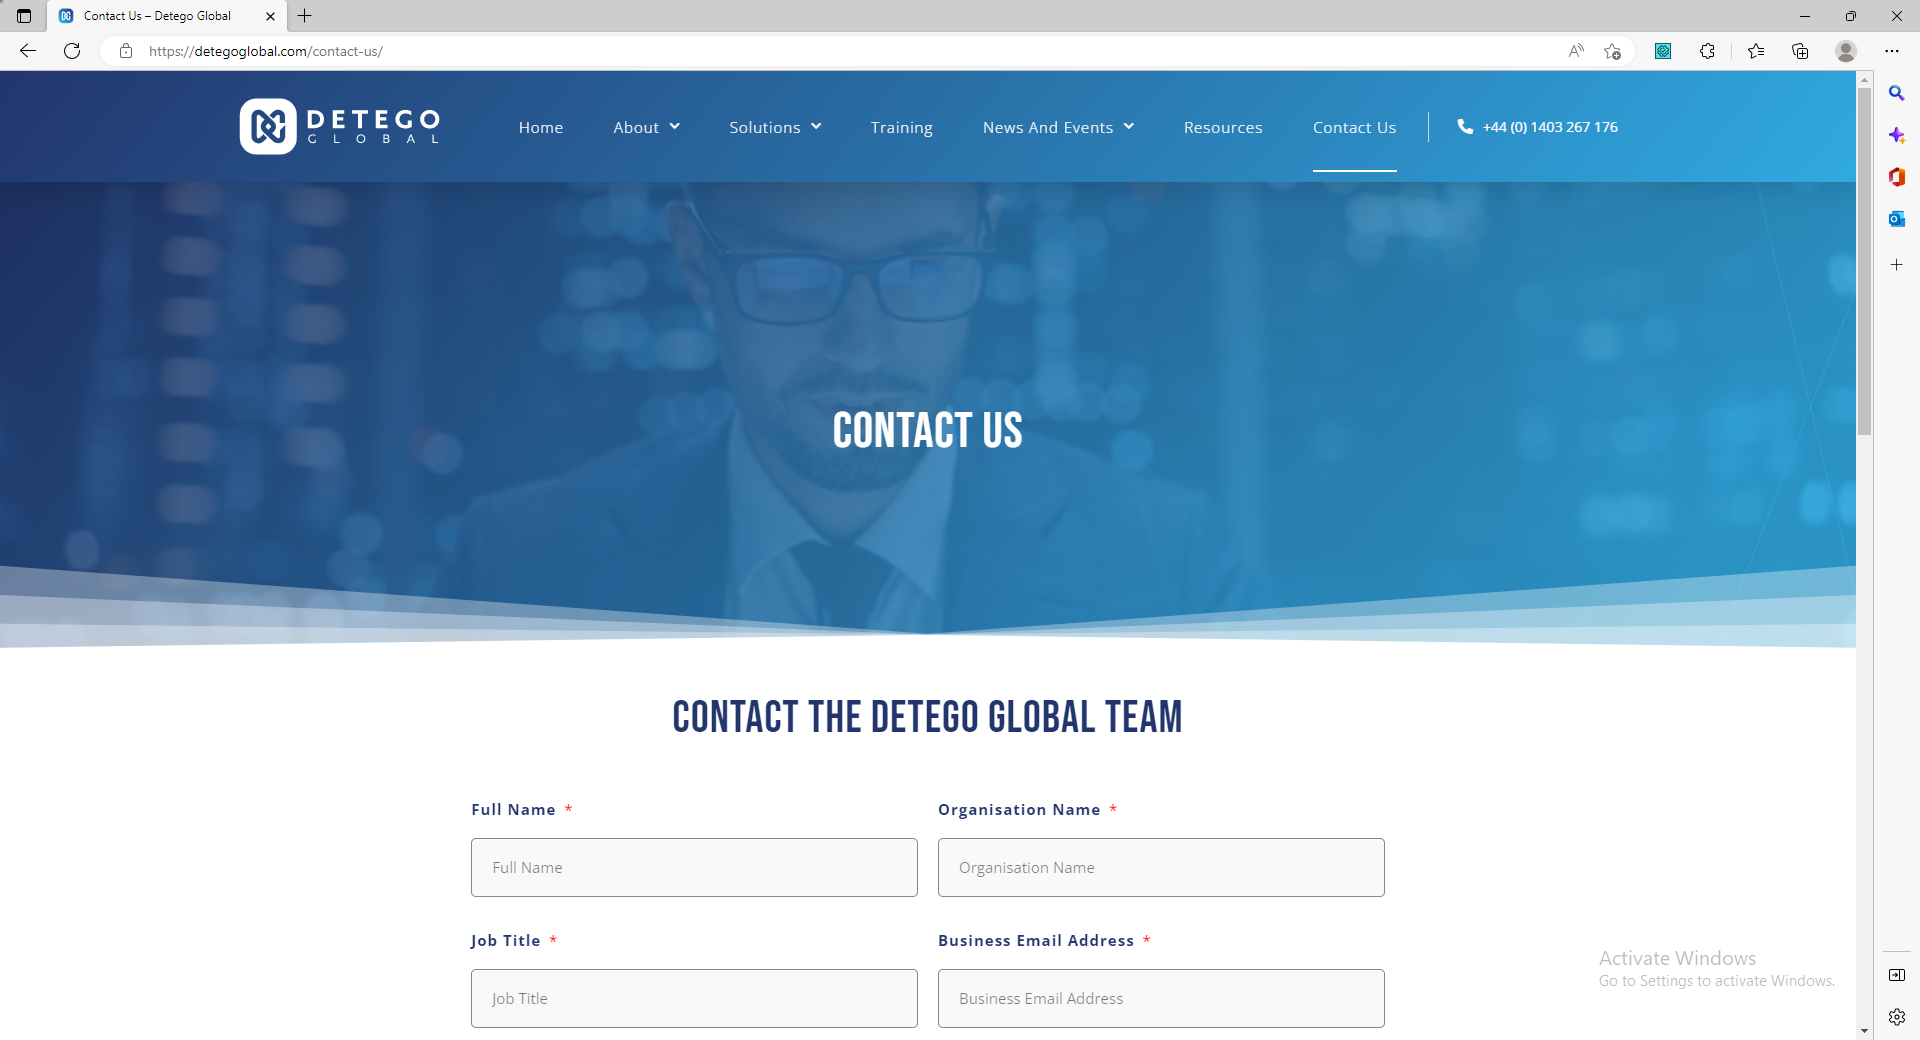 Contact Us – Detego Global
https://detegoglobal.com/contact-us/
DETEGO
GLOBAL
Home
About
Solutions
Training
News And Events
Resources
Contact Us
+44 (0) 1403 267 176
CONTACT US
CONTACT THE DETEGO GLOBAL TEAM
Full Name *
Organisation Name *
Full Name
Organisation Name
Job Title *
Business Email Address *
Job Title
Business Email Address
Activate Windows
Go to Settings to activate Windows.